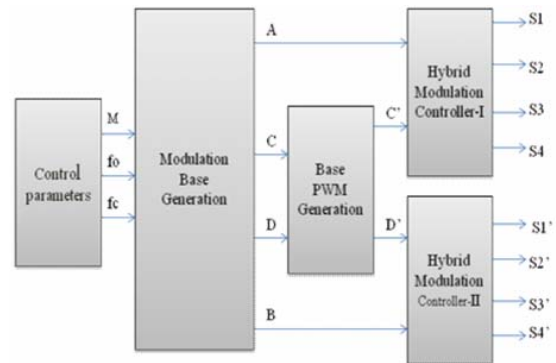 Control
parameters
M
fo
fc
Modulation
Base
Generation
A
C
D
B
Base
PWM
Generation
C’
D’
Hybrid
Modulation
Controller-I
S1
S2
S3
S4
Hybrid
Modulation
Controller-II
S1’
S2’
S3’
S4’